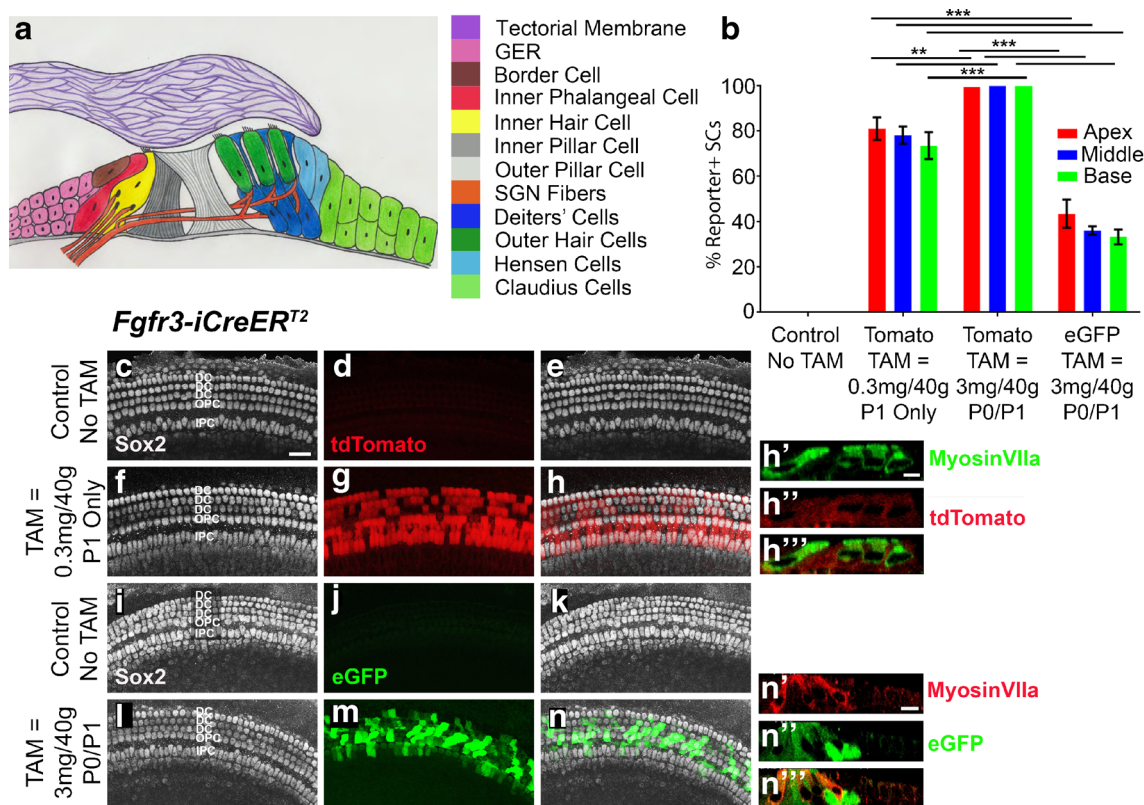 a
Tectorial Membrane
GER
Border Cell
Inner Phalangeal Cell
Inner Hair Cell
Inner Pillar Cell
Outer Pillar Cell
SGN Fibers
Deiters' Cells
Outer Hair Cells
Hensen Cells
Claudius Cells
b
***
** ***
***
% Reporter+ SCs
100
80
60
40
20
0
Apex
Middle
Base
Control
No TAM
Tomato
TAM =
0.3mg/40g
P1 Only
Tomato
TAM =
3mg/40g
P0/P1
eGFP
TAM =
3mg/40g
P0/P1
Fgfr3-iCreERT2
Control
No TAM
c
DC
DC
DC
OPC
IPC
Sox2
d
tdTomato
e
TAM =
0.3mg/40g
P1 Only
f
DC
DC
DC
OPC
IPC
g
h
h'
MyosinVIIa
h''
tdTomato
h'''
Control
No TAM
i
DC
DC
DC
OPC
IPC
Sox2
j
eGFP
k
TAM =
3mg/40g
P0/P1
l
DC
DC
DC
OPC
IPC
m
n
n'
MyosinVIIa
n''
eGFP
n'''